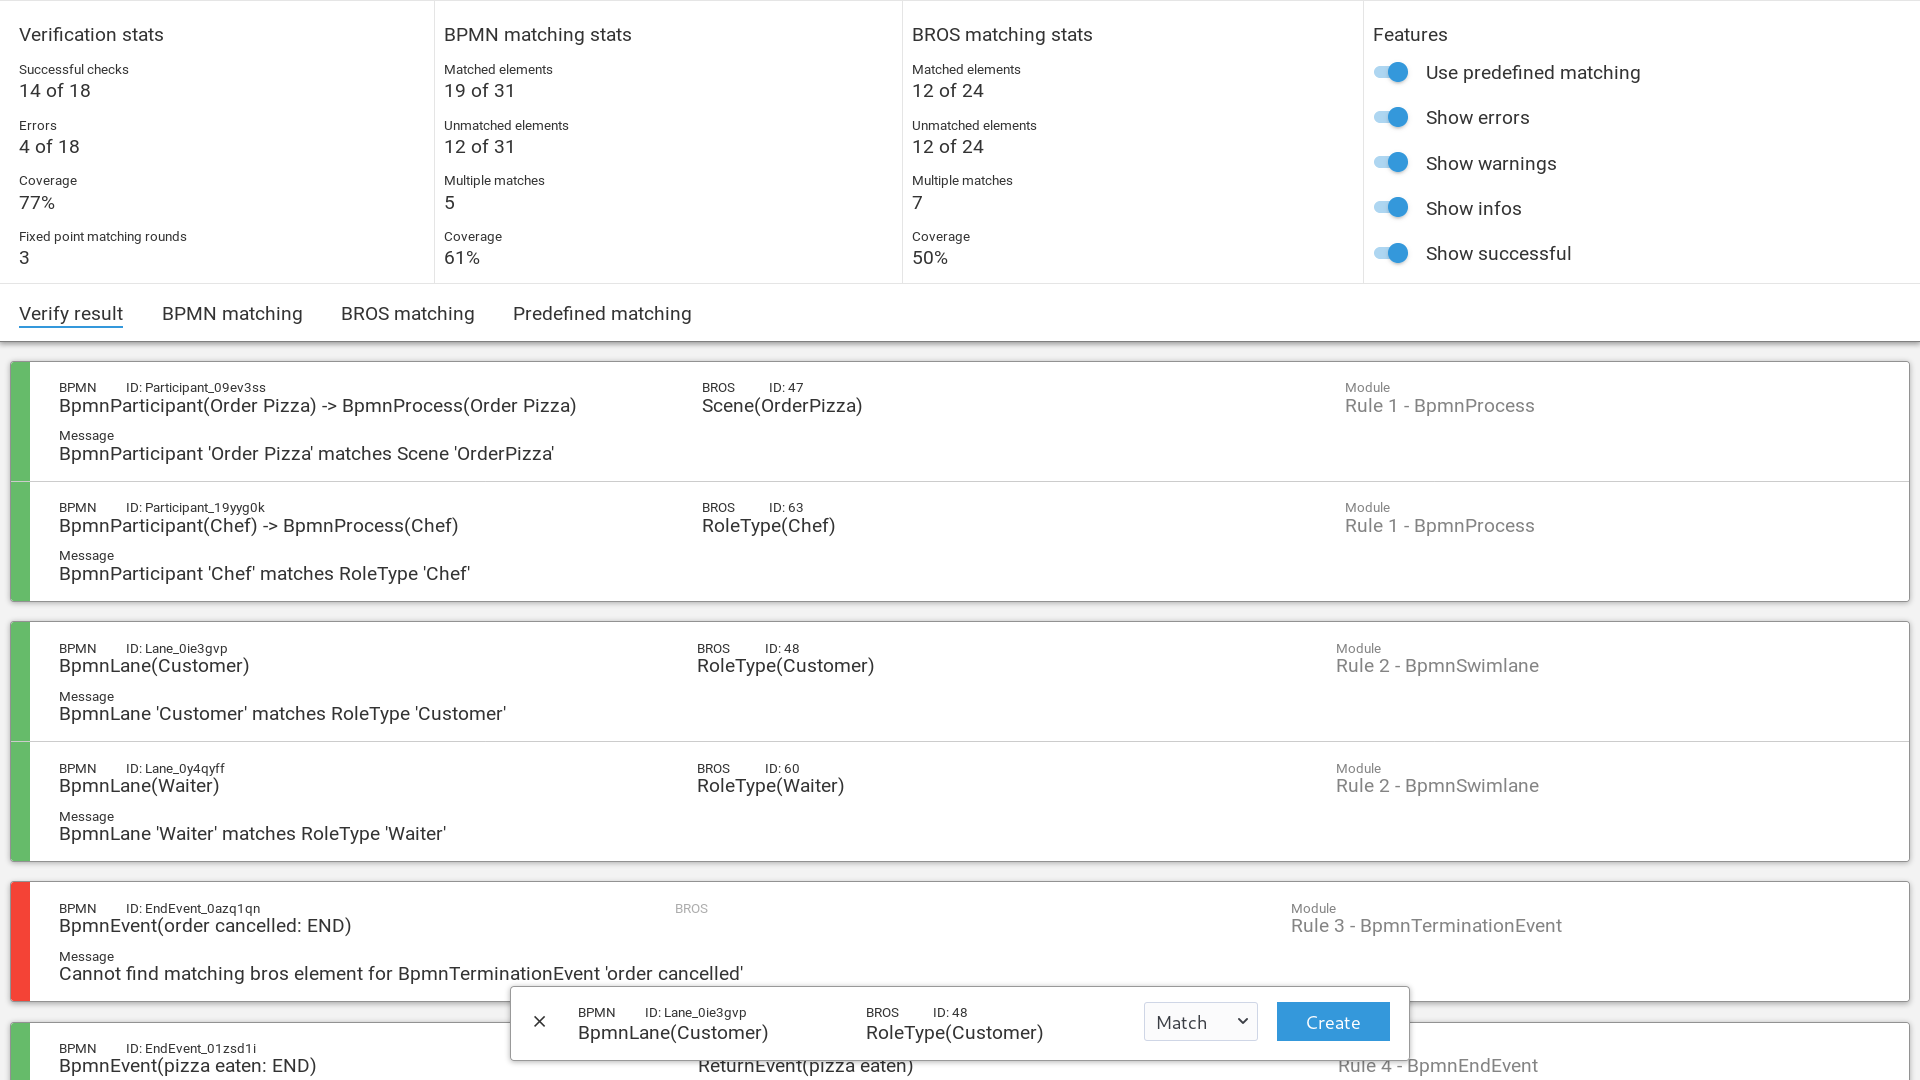 Verification stats
Successful checks
14 of 18
Errors
4 of 18
Coverage
77%
Fixed point matching rounds
3
BPMN matching stats
Matched elements
19 of 31
Unmatched elements
12 of 31
Multiple matches
5
Coverage
61%
BROS matching stats
Matched elements
12 of 24
Unmatched elements
12 of 24
Multiple matches
7
Coverage
50%
Features
Use predefined matching
Show errors
Show warnings
Show infos
Show successful
Verify result BPMN matching BROS matching Predefined matching
BPMN ID: Participant_09ev3ss BROS ID: 47 Module
BpmnParticipant(Order Pizza) -> BpmnProcess(Order Pizza) Scene(OrderPizza) Rule 1 - BpmnProcess
Message
BpmnParticipant 'Order Pizza' matches Scene 'OrderPizza'
BPMN ID: Participant_19yyg0k BROS ID: 63 Module
BpmnParticipant(Chef) -> BpmnProcess(Chef) RoleType(Chef) Rule 1 - BpmnProcess
Message
BpmnParticipant 'Chef' matches RoleType 'Chef'
BPMN ID: Lane_0ie3gvp BROS ID: 48 Module
BpmnLane(Customer) RoleType(Customer) Rule 2 - BpmnSwimlane
Message
BpmnLane 'Customer' matches RoleType 'Customer'
BPMN ID: Lane_0y4qyff BROS ID: 60 Module
BpmnLane(Waiter) RoleType(Waiter) Rule 2 - BpmnSwimlane
Message
BpmnLane 'Waiter' matches RoleType 'Waiter'
BPMN ID: EndEvent_0azq1qn BROS Module
BpmnEvent(order cancelled: END) Rule 3 - BpmnTerminationEvent
Message
Cannot find matching bros element for BpmnTerminationEvent 'order cancelled'
BPMN ID: Lane_0ie3gvp BROS ID: 48
BpmnLane(Customer) RoleType(Customer) Match Create
BPMN ID: EndEvent_01zsd1i
BpmnEvent(pizza eaten: END) ReturnEvent(pizza eaten) Rule 4 - BpmnEndEvent